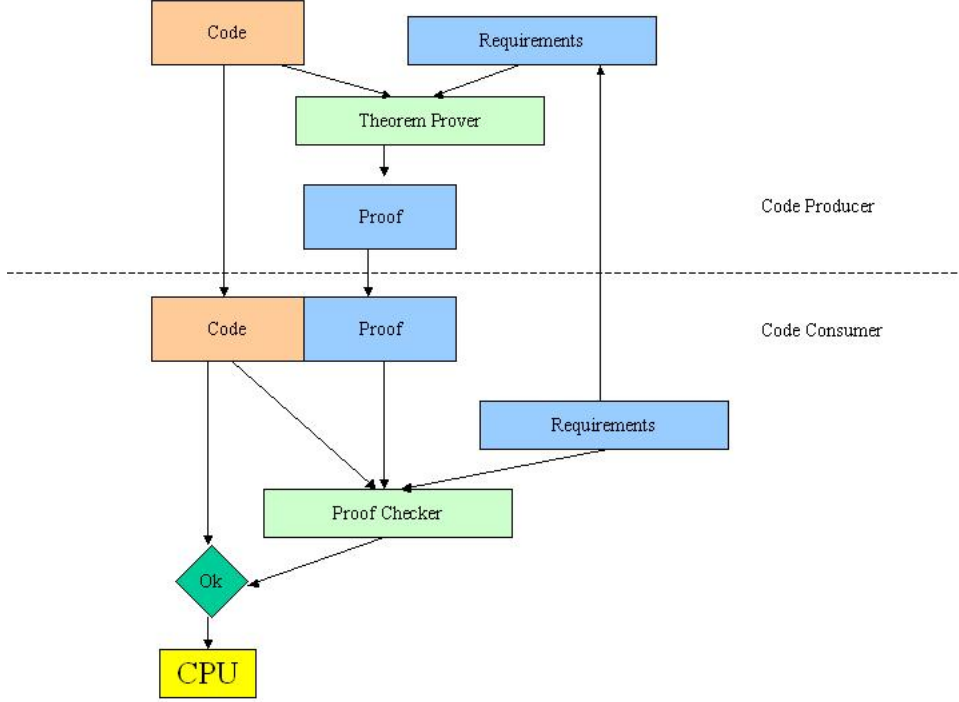 Code
Requirements
Theorem Prover
Proof
Code Producer
Code
Proof
Code Consumer
Requirements
Proof Checker
Ok
CPU